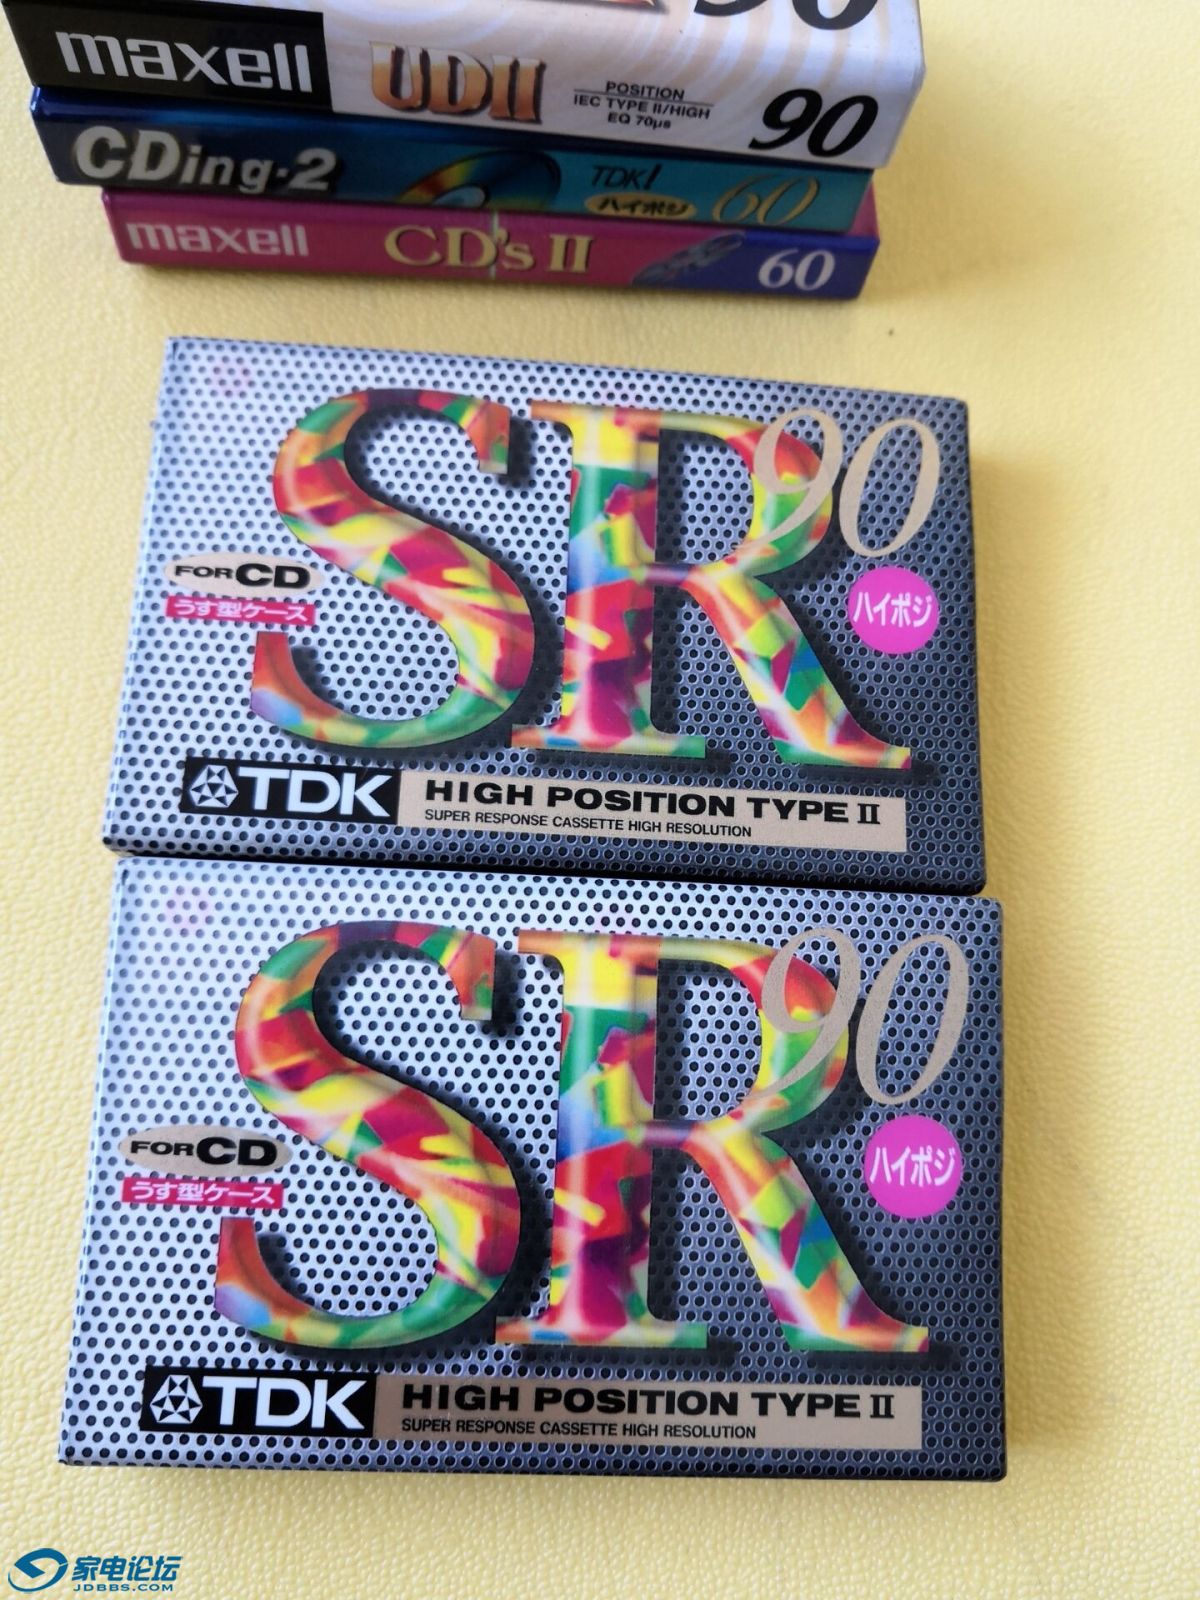 90
maxell
UDII
POSITION
IEC TYPE II/HIGH
EQ 70µs
90
CDing-2
TDK!
ハイポジ
60
maxell
CD's II
60
SR
90
FOR CD
うす型ケース
ハイポジ
TDK
HIGH POSITION TYPE II
SUPER RESPONSE CASSETTE HIGH RESOLUTION
SR
90
FOR CD
うす型ケース
ハイポジ
TDK
HIGH POSITION TYPE II
SUPER RESPONSE CASSETTE HIGH RESOLUTION
家电论坛
JDBBS.COM